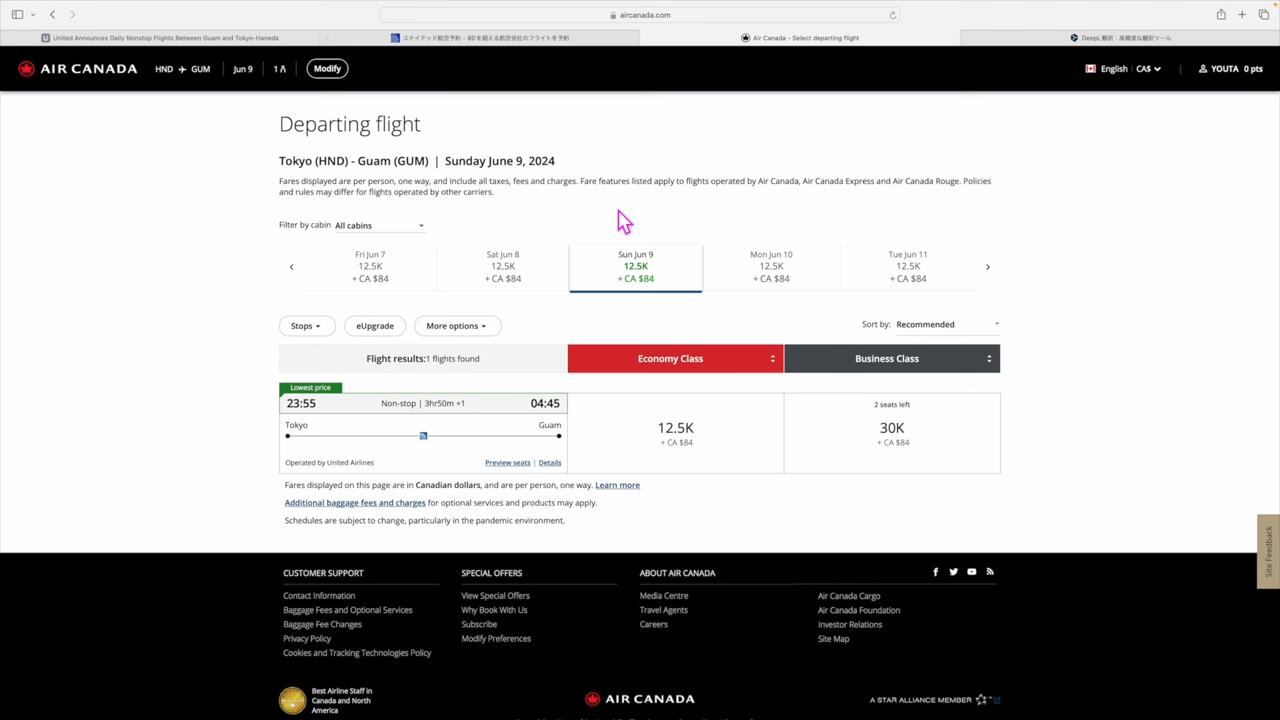 aircanada.com
United Announces Daily Nonstop Flights Between Guam and Tokyo-Haneda
ユナイテッド航空予約 – 80を超える航空会社のフライトを予約
Air Canada - Select departing flight
DeepL翻訳：高精度な翻訳ツール
AIR CANADA
HND GUM
Jun 9
1
Modify
English CA$
YOUTA 0 pts
Departing flight
Tokyo (HND) - Guam (GUM) | Sunday June 9, 2024
Fares displayed are per person, one way, and include all taxes, fees and charges. Fare features listed apply to flights operated by Air Canada, Air Canada Express and Air Canada Rouge. Policies
and rules may differ for flights operated by other carriers.
Filter by cabin All cabins
Fri Jun 7
12.5K
+ CA $84
Sat Jun 8
12.5K
+ CA $84
Sun Jun 9
12.5K
+ CA $84
Mon Jun 10
12.5K
+ CA $84
Tue Jun 11
12.5K
+ CA $84
Stops
eUpgrade
More options
Sort by: Recommended
Flight results:1 flights found
Economy Class
Business Class
Lowest price
23:55
Non-stop | 3hr50m +1
04:45
Tokyo
Guam
Operated by United Airlines
Preview seats | Details
12.5K
+ CA $84
2 seats left
30K
+ CA $84
Fares displayed on this page are in Canadian dollars, and are per person, one way. Learn more
Additional baggage fees and charges for optional services and products may apply.
Schedules are subject to change, particularly in the pandemic environment.
Site Feedback
CUSTOMER SUPPORT
Contact Information
Baggage Fees and Optional Services
Baggage Fee Changes
Privacy Policy
Cookies and Tracking Technologies Policy
SPECIAL OFFERS
View Special Offers
Why Book With Us
Subscribe
Modify Preferences
ABOUT AIR CANADA
Media Centre
Travel Agents
Careers
Air Canada Cargo
Air Canada Foundation
Investor Relations
Site Map
Best Airline Staff in
Canada and North
America
AIR CANADA
A STAR ALLIANCE MEMBER